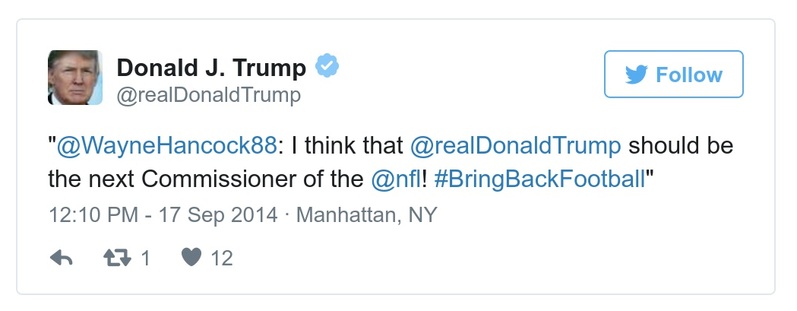 Donald J. Trump
Follow
@realDonaldTrump
"@WayneHancock88: I think that @realDonaldTrump should be
the next Commissioner of the @nfl! #BringBackFootball"
12:10 PM - 17 Sep 2014 · Manhattan, NY
1 12